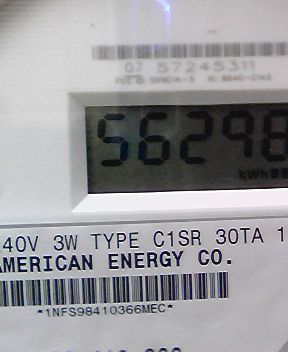 07 57245311
56298
kWh
40V 3W TYPE C1SR 30TA 1
AMERICAN ENERGY CO.
*1NFS98410366MEC*